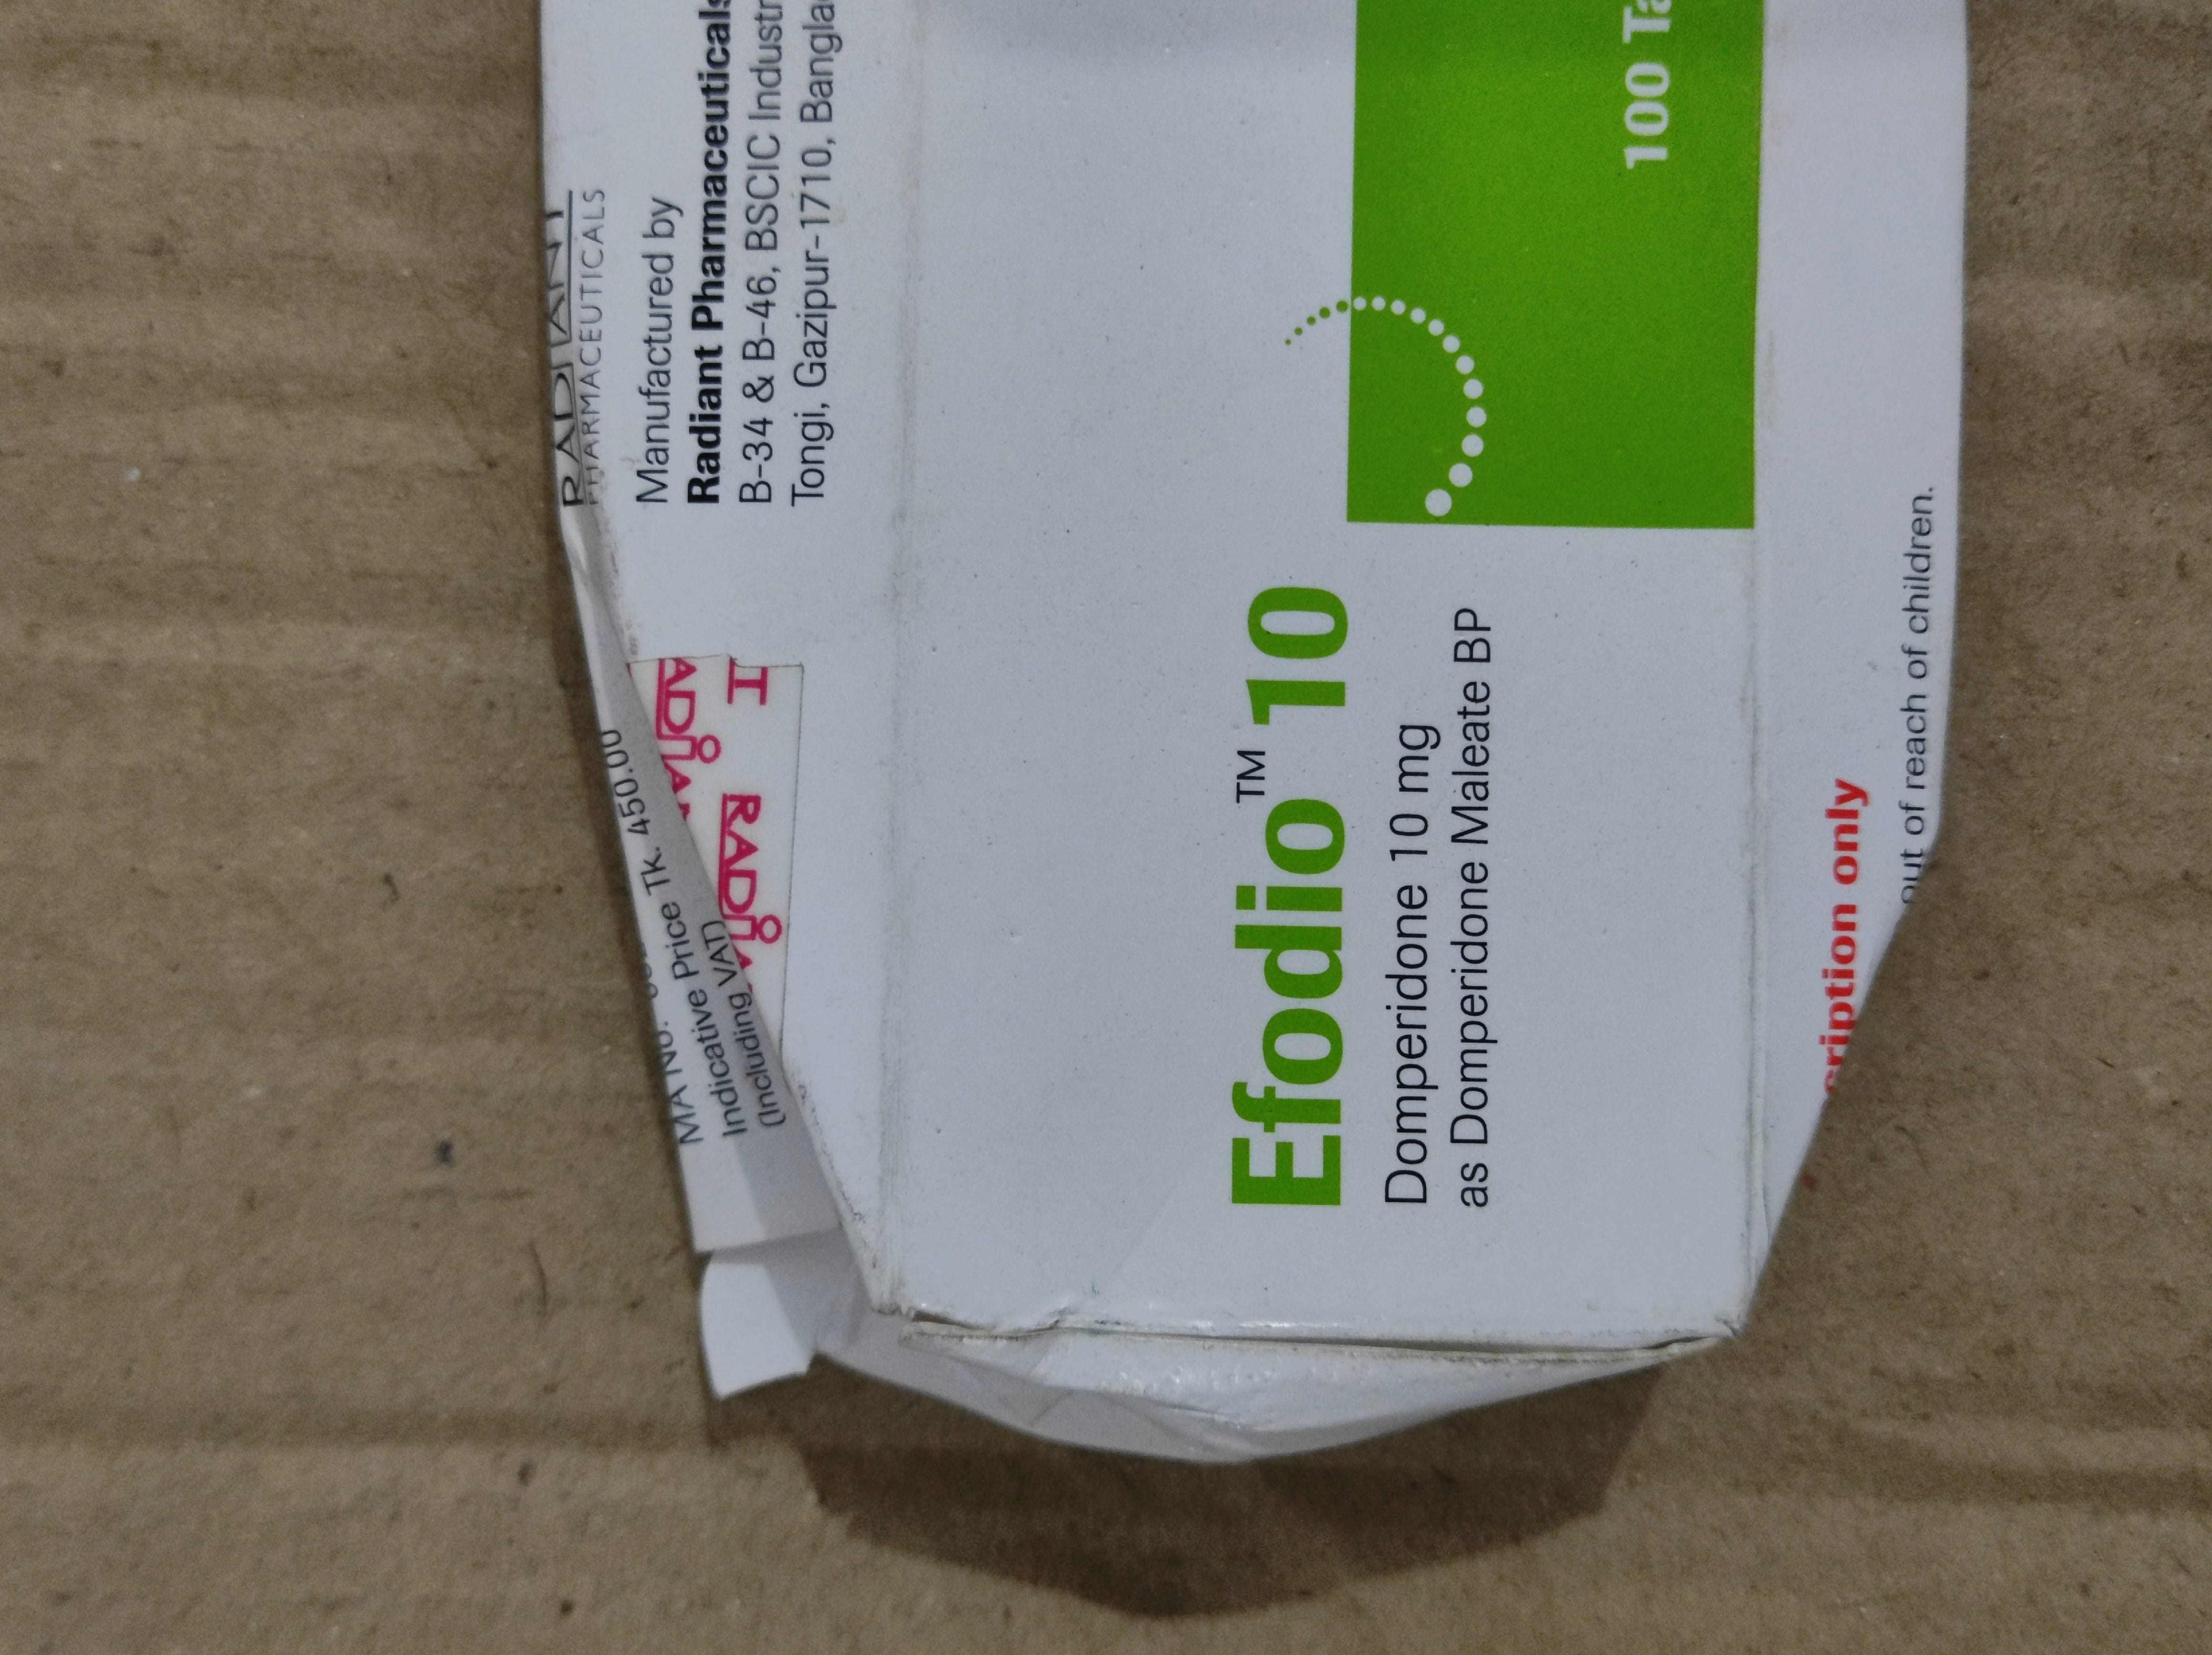 RADIANT
PHARMACEUTICALS
MA No.
Indicative Price Tk. 450.00
(Including VAT)
Manufactured by
Radiant Pharmaceuticals
B-34 & B-46, BSCIC Industr
Tongi, Gazipur-1710, Bangla
Efodio™ 10
Domperidone 10 mg
as Domperidone Maleate BP
100 Ta
cription only
out of reach of children.